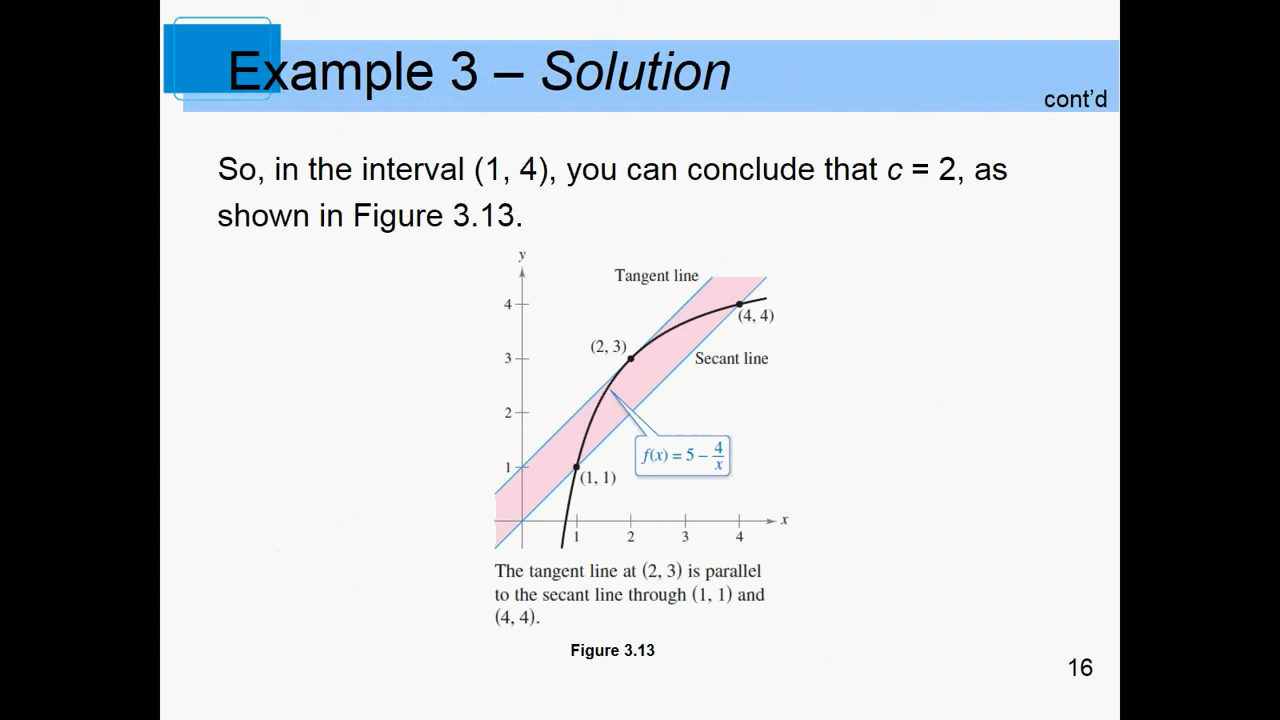 Example 3 – Solution
cont'd
So, in the interval (1, 4), you can conclude that c = 2, as
shown in Figure 3.13.
y
Tangent line
4
(4, 4)
(2, 3)
3
Secant line
2
f(x) = 5 – 4/x
1
(1, 1)
x
1 2 3 4
The tangent line at (2, 3) is parallel
to the secant line through (1, 1) and
(4, 4).
Figure 3.13
16